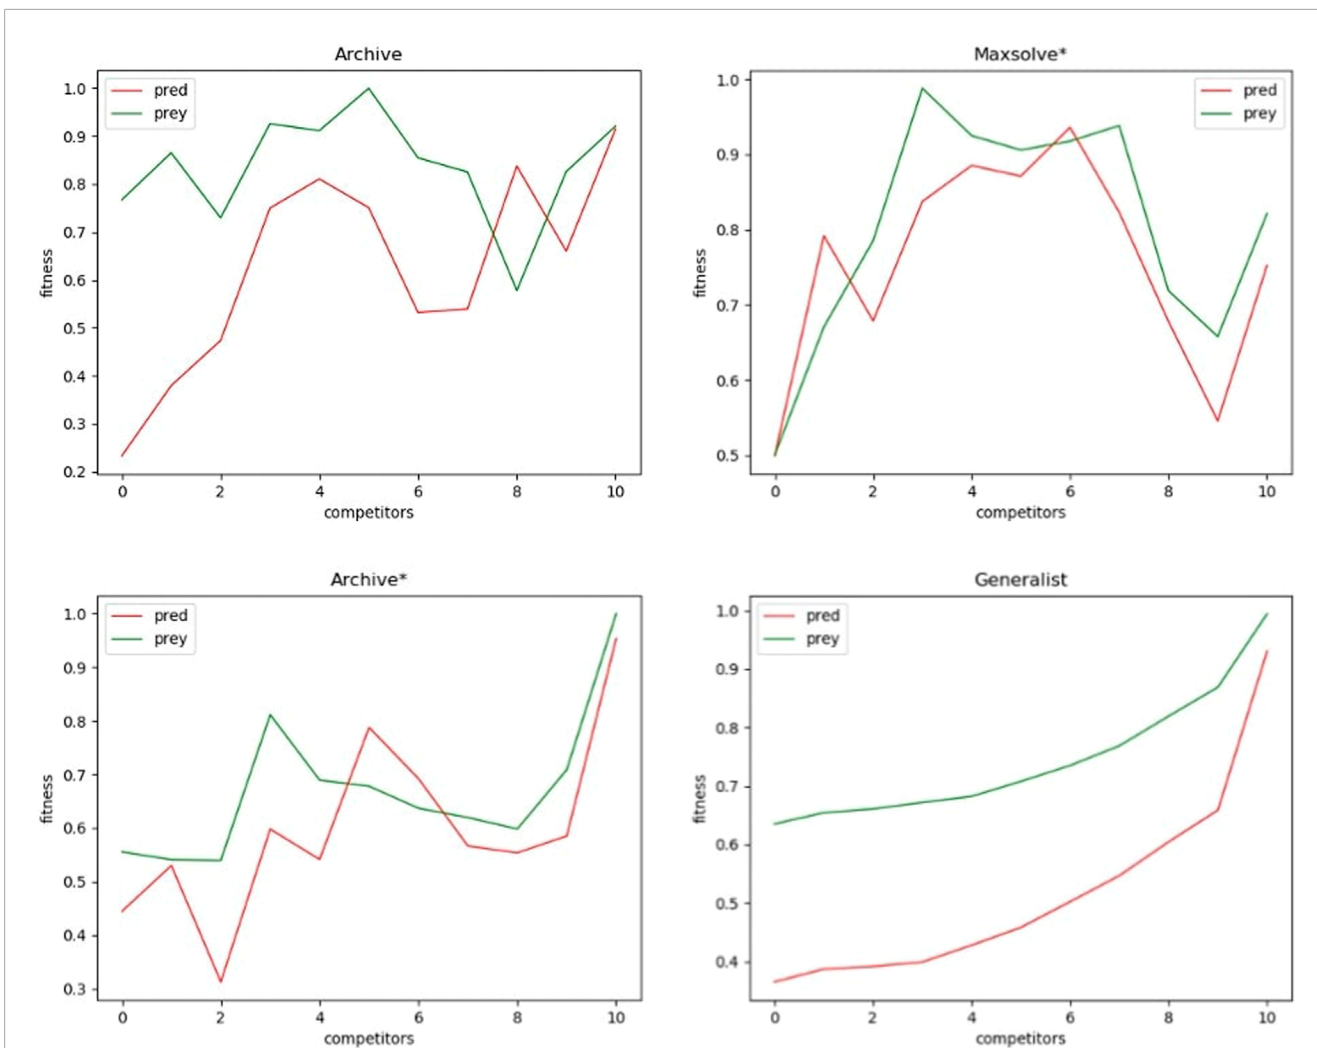 Archive
pred
prey
1.0
0.9
0.8
0.7
0.6
0.5
0.4
0.3
0.2
fitness
0 2 4 6 8 10
competitors
Maxsolve*
pred
prey
1.0
0.9
0.8
0.7
0.6
0.5
fitness
0 2 4 6 8 10
competitors
Archive*
pred
prey
1.0
0.9
0.8
0.7
0.6
0.5
0.4
0.3
fitness
0 2 4 6 8 10
competitors
Generalist
pred
prey
1.0
0.9
0.8
0.7
0.6
0.5
0.4
fitness
0 2 4 6 8 10
competitors